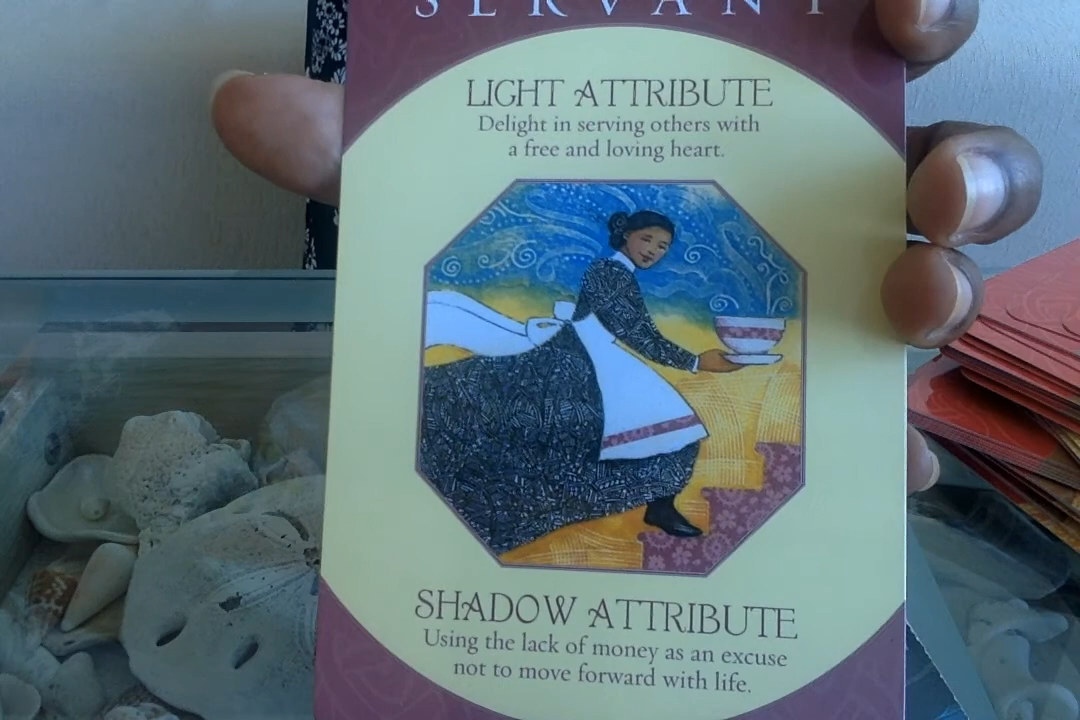 SERVANT
LIGHT ATTRIBUTE
Delight in serving others with
a free and loving heart.
SHADOW ATTRIBUTE
Using the lack of money as an excuse
not to move forward with life.